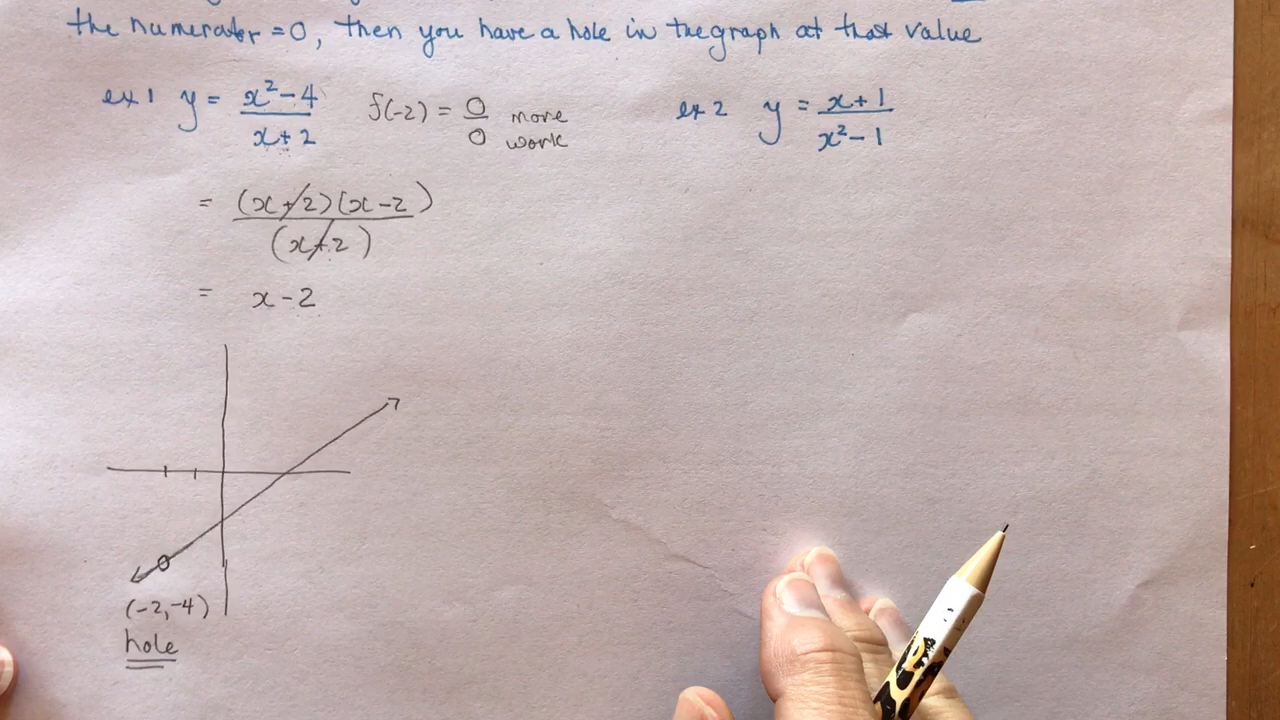 the numerator = 0, then you have a hole in the graph at that value
ex 1 y = x² - 4 / x + 2 f(-2) = 0 / 0 more work
ex 2 y = x + 1 / x² - 1
= (x + 2)(x - 2) / (x + 2)
= x - 2
(-2, -4)
hole